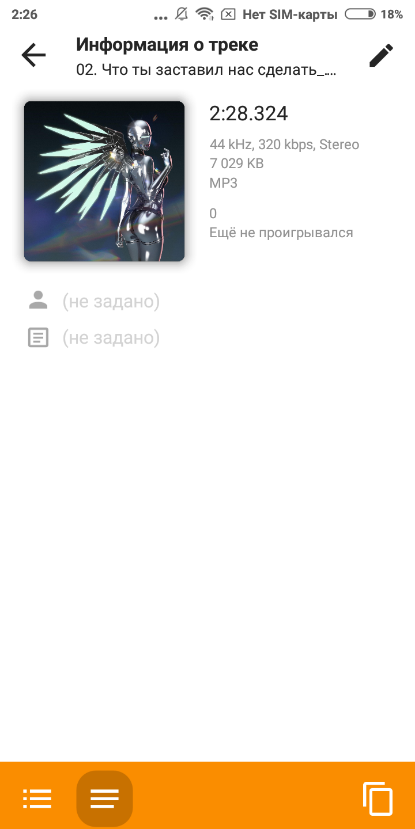 2:26
Нет SIM-карты
18%
Информация о треке
02. Что ты заставил нас сделать_…
2:28.324
44 kHz, 320 kbps, Stereo
7 029 KB
MP3
0
Ещё не проигрывался
(не задано)
(не задано)